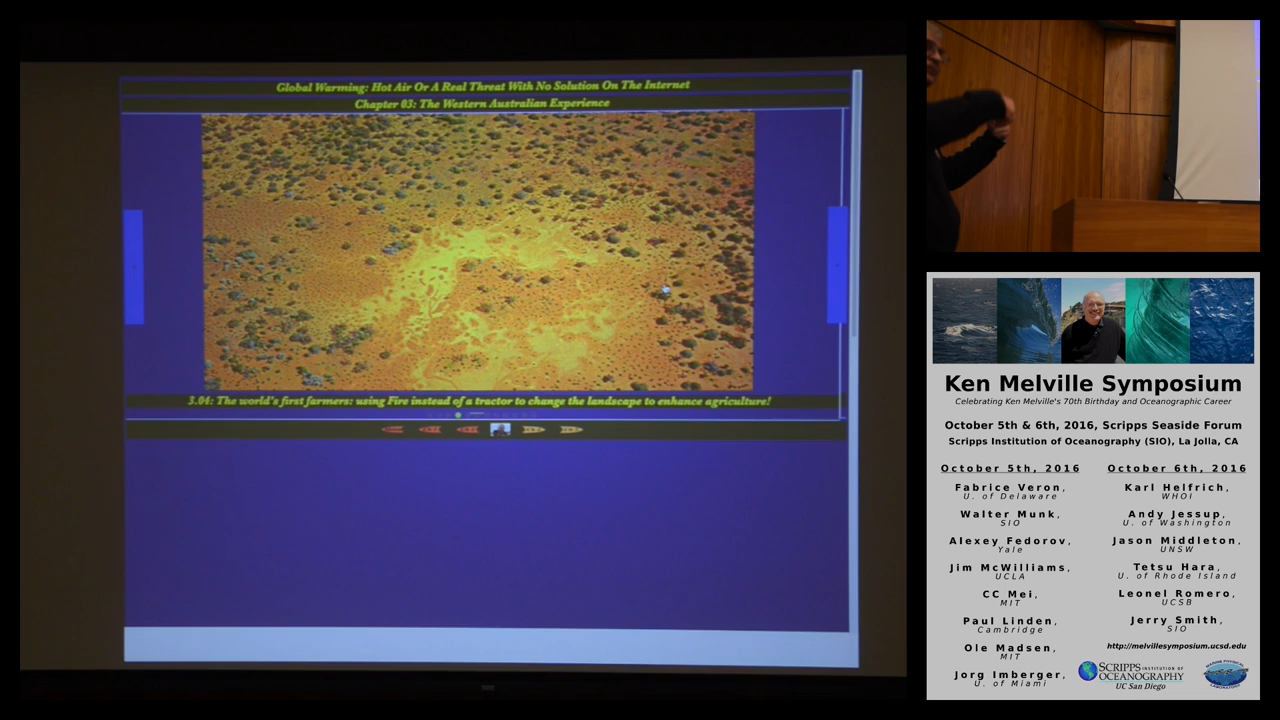 Global Warming: Hot Air Or A Real Threat With No Solution On The Internet
Chapter 03: The Western Australian Experience
3.04: The world's first farmers: using Fire instead of a tractor to change the landscape to enhance agriculture!
Ken Melville Symposium
Celebrating Ken Melville's 70th Birthday and Oceanographic Career
October 5th & 6th, 2016, Scripps Seaside Forum
Scripps Institution of Oceanography (SIO), La Jolla, CA
October 5th, 2016
Fabrice Veron,
U. of Delaware
Walter Munk,
SIO
Alexey Fedorov,
Yale
Jim McWilliams,
UCLA
CC Mei,
MIT
Paul Linden,
Cambridge
Ole Madsen,
MIT
Jorg Imberger,
U. of Miami
October 6th, 2016
Karl Helfrich,
WHOI
Andy Jessup,
U. of Washington
Jason Middleton,
UNSW
Tetsu Hara,
U. of Rhode Island
Leonel Romero,
UCSB
Jerry Smith,
SIO
http://melvillesymposium.ucsd.edu
SCRIPPS INSTITUTION OF
OCEANOGRAPHY
UC San Diego
MARINE PHYSICAL
LABORATORY